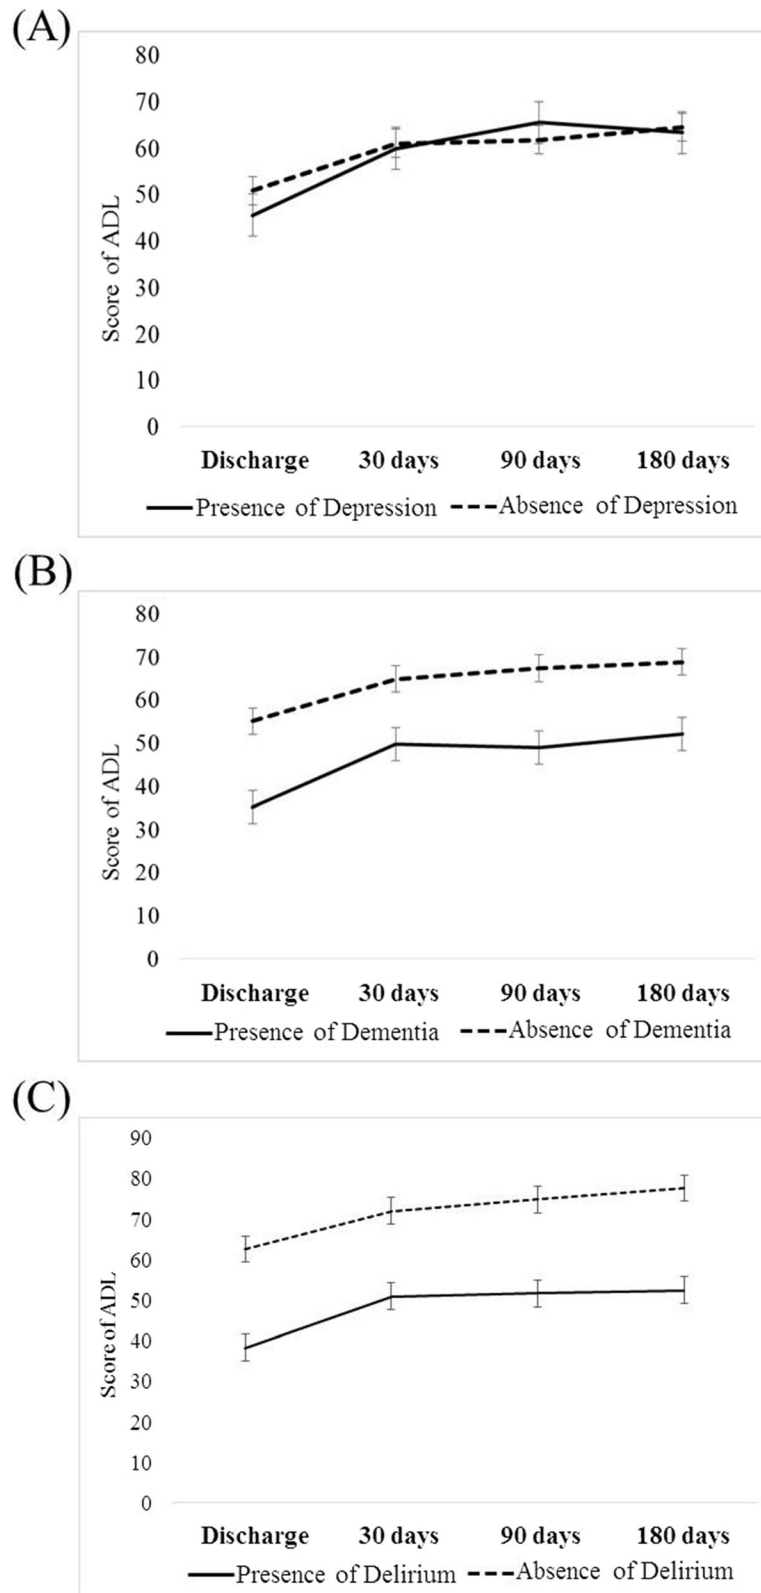 (A)
80
70
60
50
40
30
20
10
0
Score of ADL
Discharge 30 days 90 days 180 days
Presence of Depression Absence of Depression
(B)
80
70
60
50
40
30
20
10
0
Score of ADL
Discharge 30 days 90 days 180 days
Presence of Dementia Absence of Dementia
(C)
90
80
70
60
50
40
30
20
10
0
Score of ADL
Discharge 30 days 90 days 180 days
Presence of Delirium Absence of Delirium